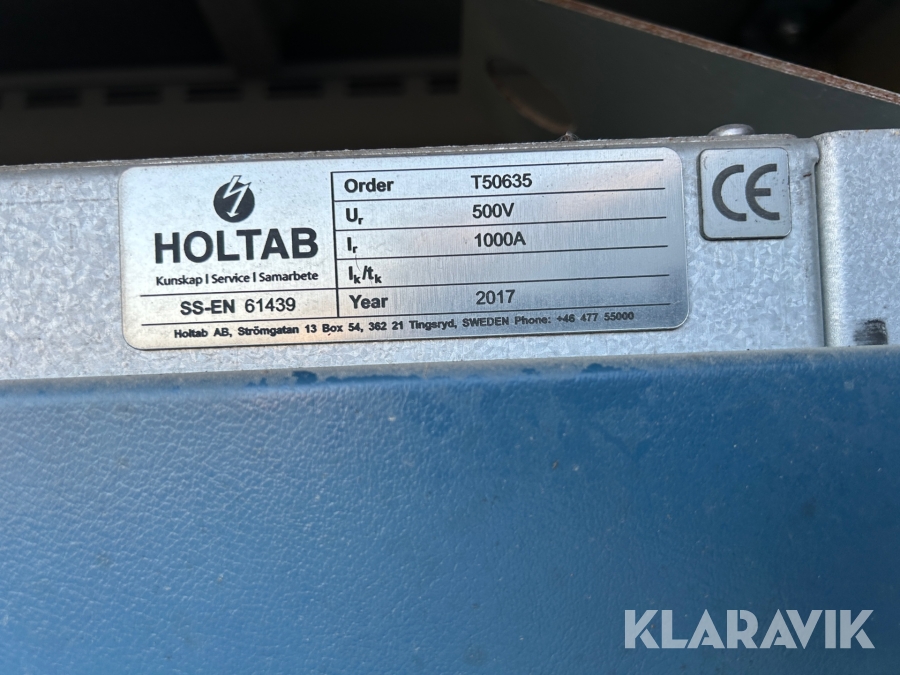 HOLTAB
Kunskap | Service | Samarbete
SS-EN 61439
Order T50635
Ur 500V
Ir 1000A
Ik/tk
Year 2017
Holtab AB, Strömgatan 13 Box 54, 362 21 Tingsryd, SWEDEN Phone: +46 477 55000
CE
KLARAVIK